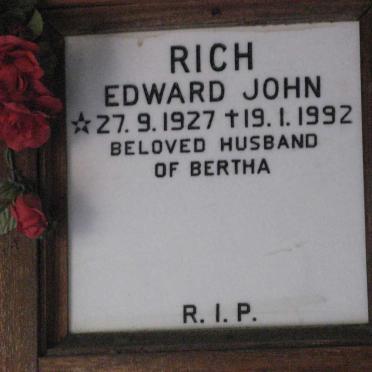 RICH
EDWARD JOHN
☆27.9.1927 †19.1.1992
BELOVED HUSBAND
OF BERTHA
R.I.P.